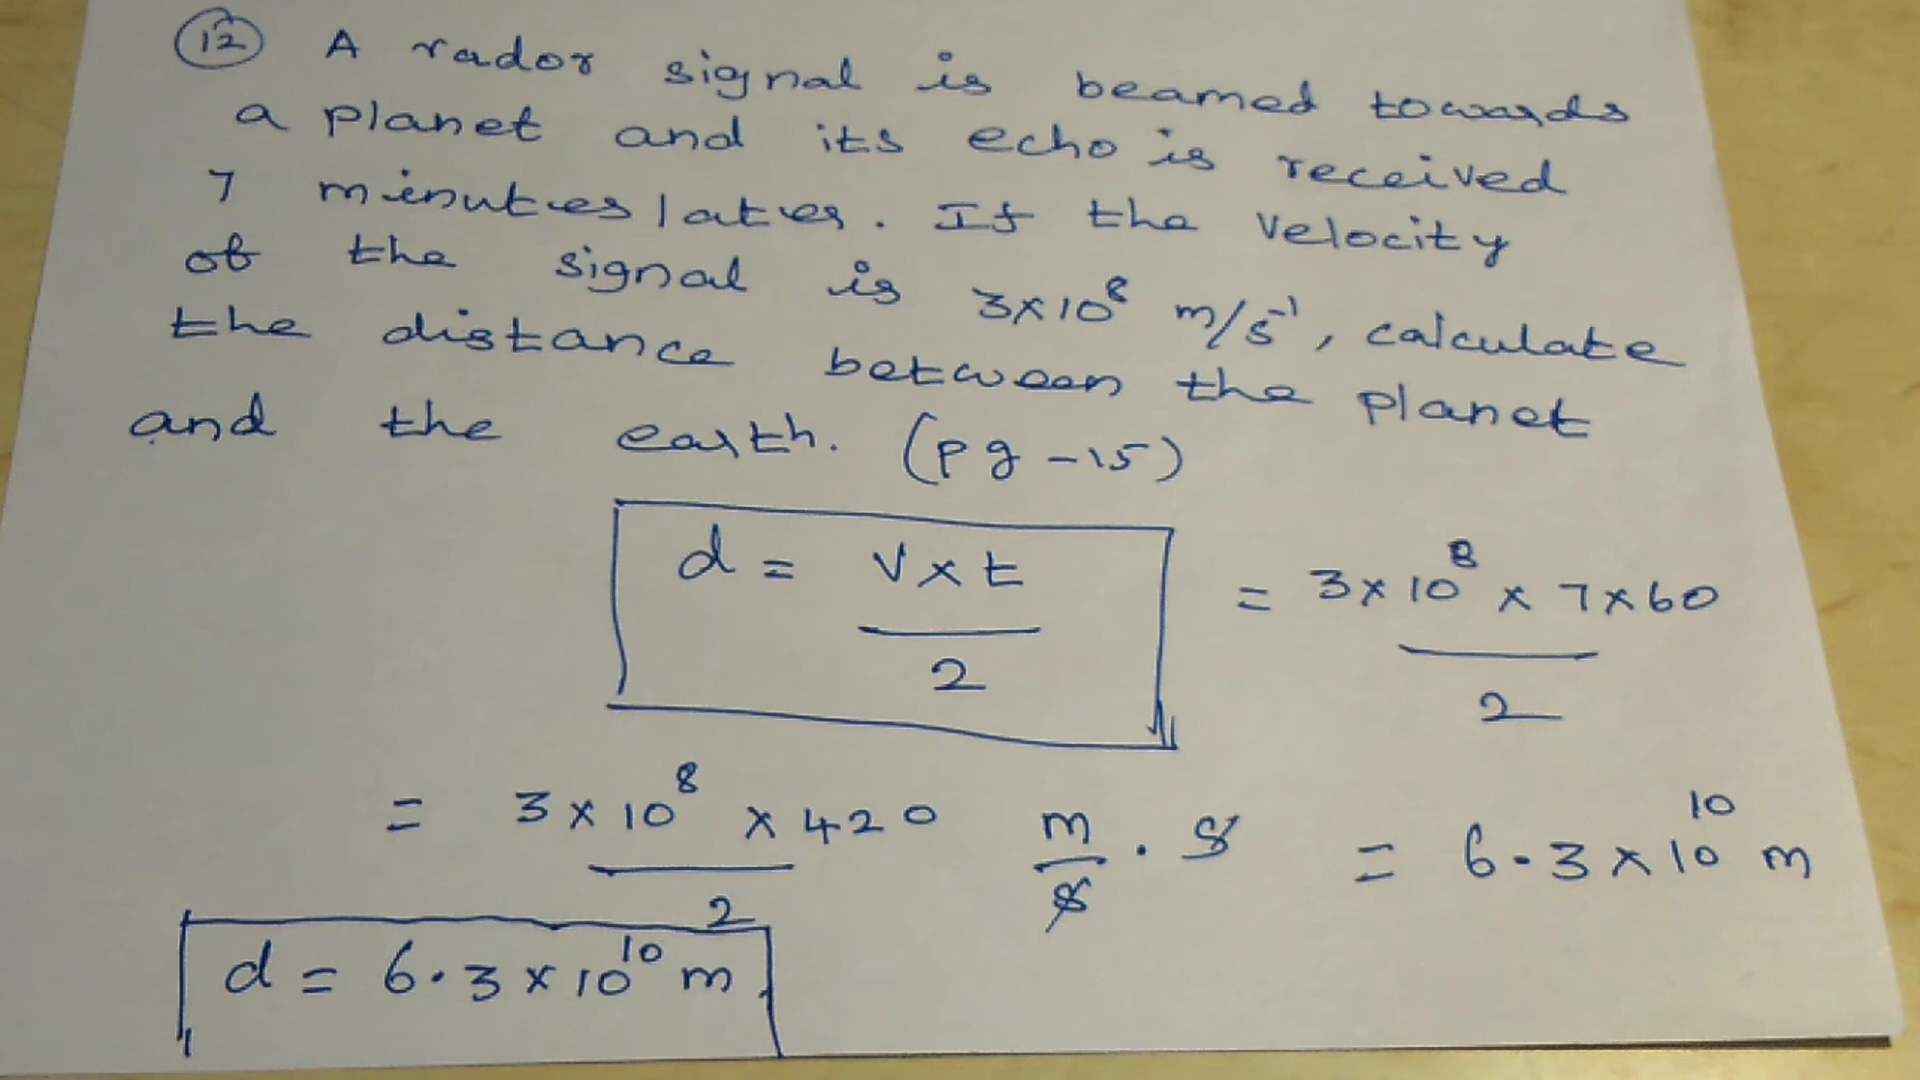 12 A rador signal is beamed towards
a planet and its echo is received
7 minutes later. If the velocity
of the signal is 3×10⁸ m/s⁻¹, calculate
the distance between the planet
and the earth. (pg -15)
d = V×t / 2 = 3×10⁸ × 7×60 / 2
= 3×10⁸ × 420 / 2 m/s · s = 6.3×10¹⁰ m
d = 6.3×10¹⁰ m.